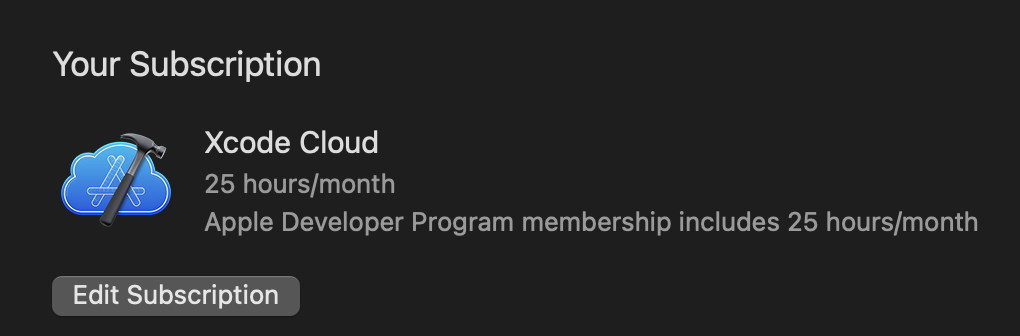 Your Subscription
Xcode Cloud
25 hours/month
Apple Developer Program membership includes 25 hours/month
Edit Subscription